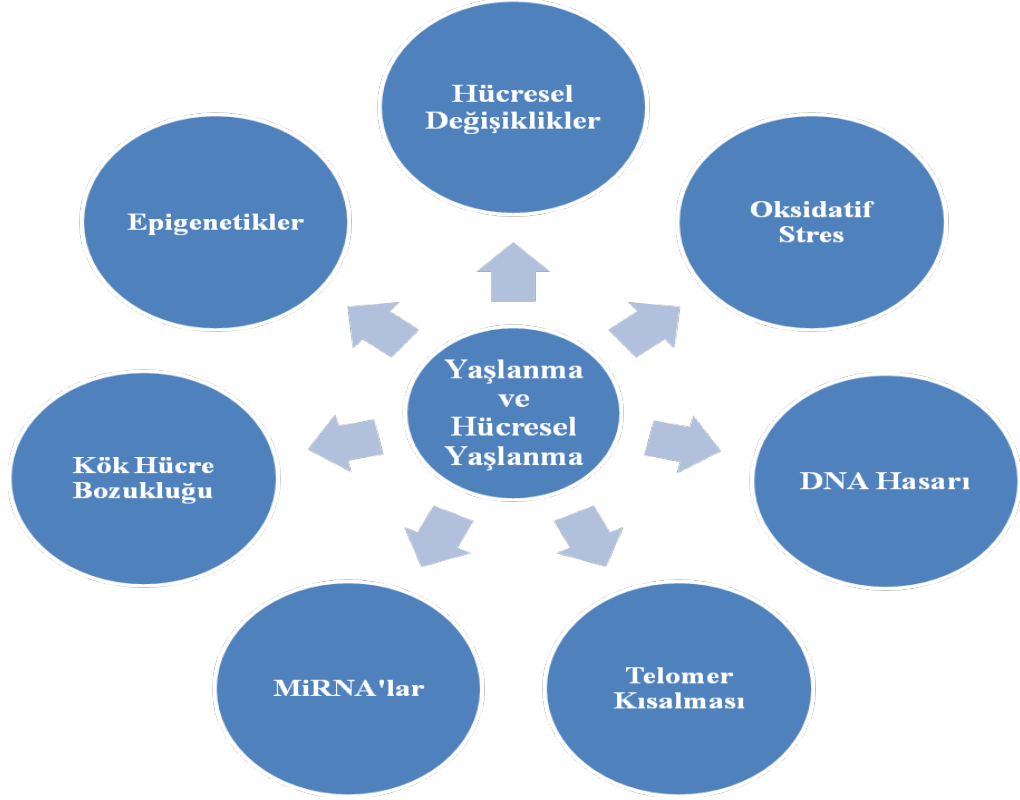 Hücresel
Değişiklikler
Oksidatif
Stres
DNA Hasarı
Telomer
Kısalması
MiRNA'lar
Kök Hücre
Bozukluğu
Epigenetikler
Yaşlanma
ve
Hücresel
Yaşlanma